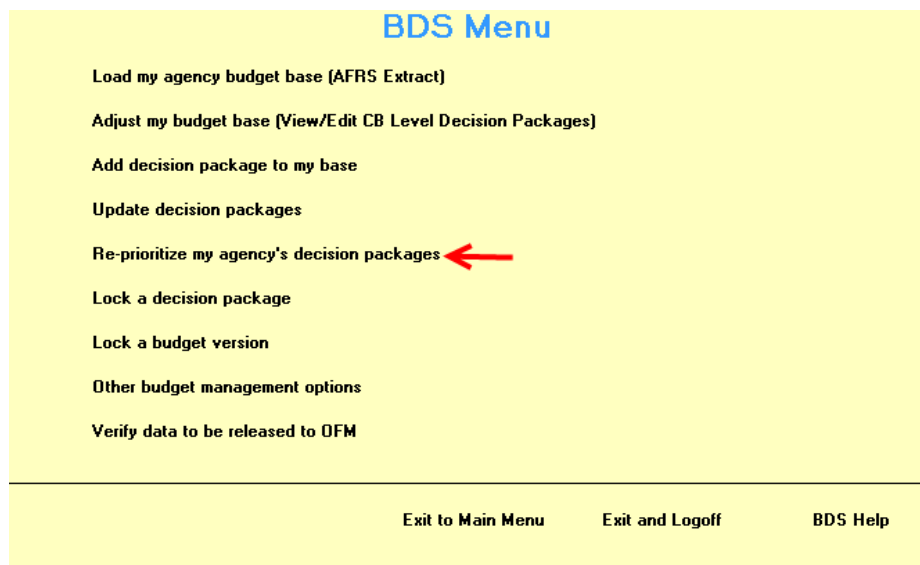 BDS Menu
Load my agency budget base (AFRS Extract)
Adjust my budget base (View/Edit CB Level Decision Packages)
Add decision package to my base
Update decision packages
Re-prioritize my agency's decision packages
Lock a decision package
Lock a budget version
Other budget management options
Verify data to be released to OFM
Exit to Main Menu Exit and Logoff BDS Help